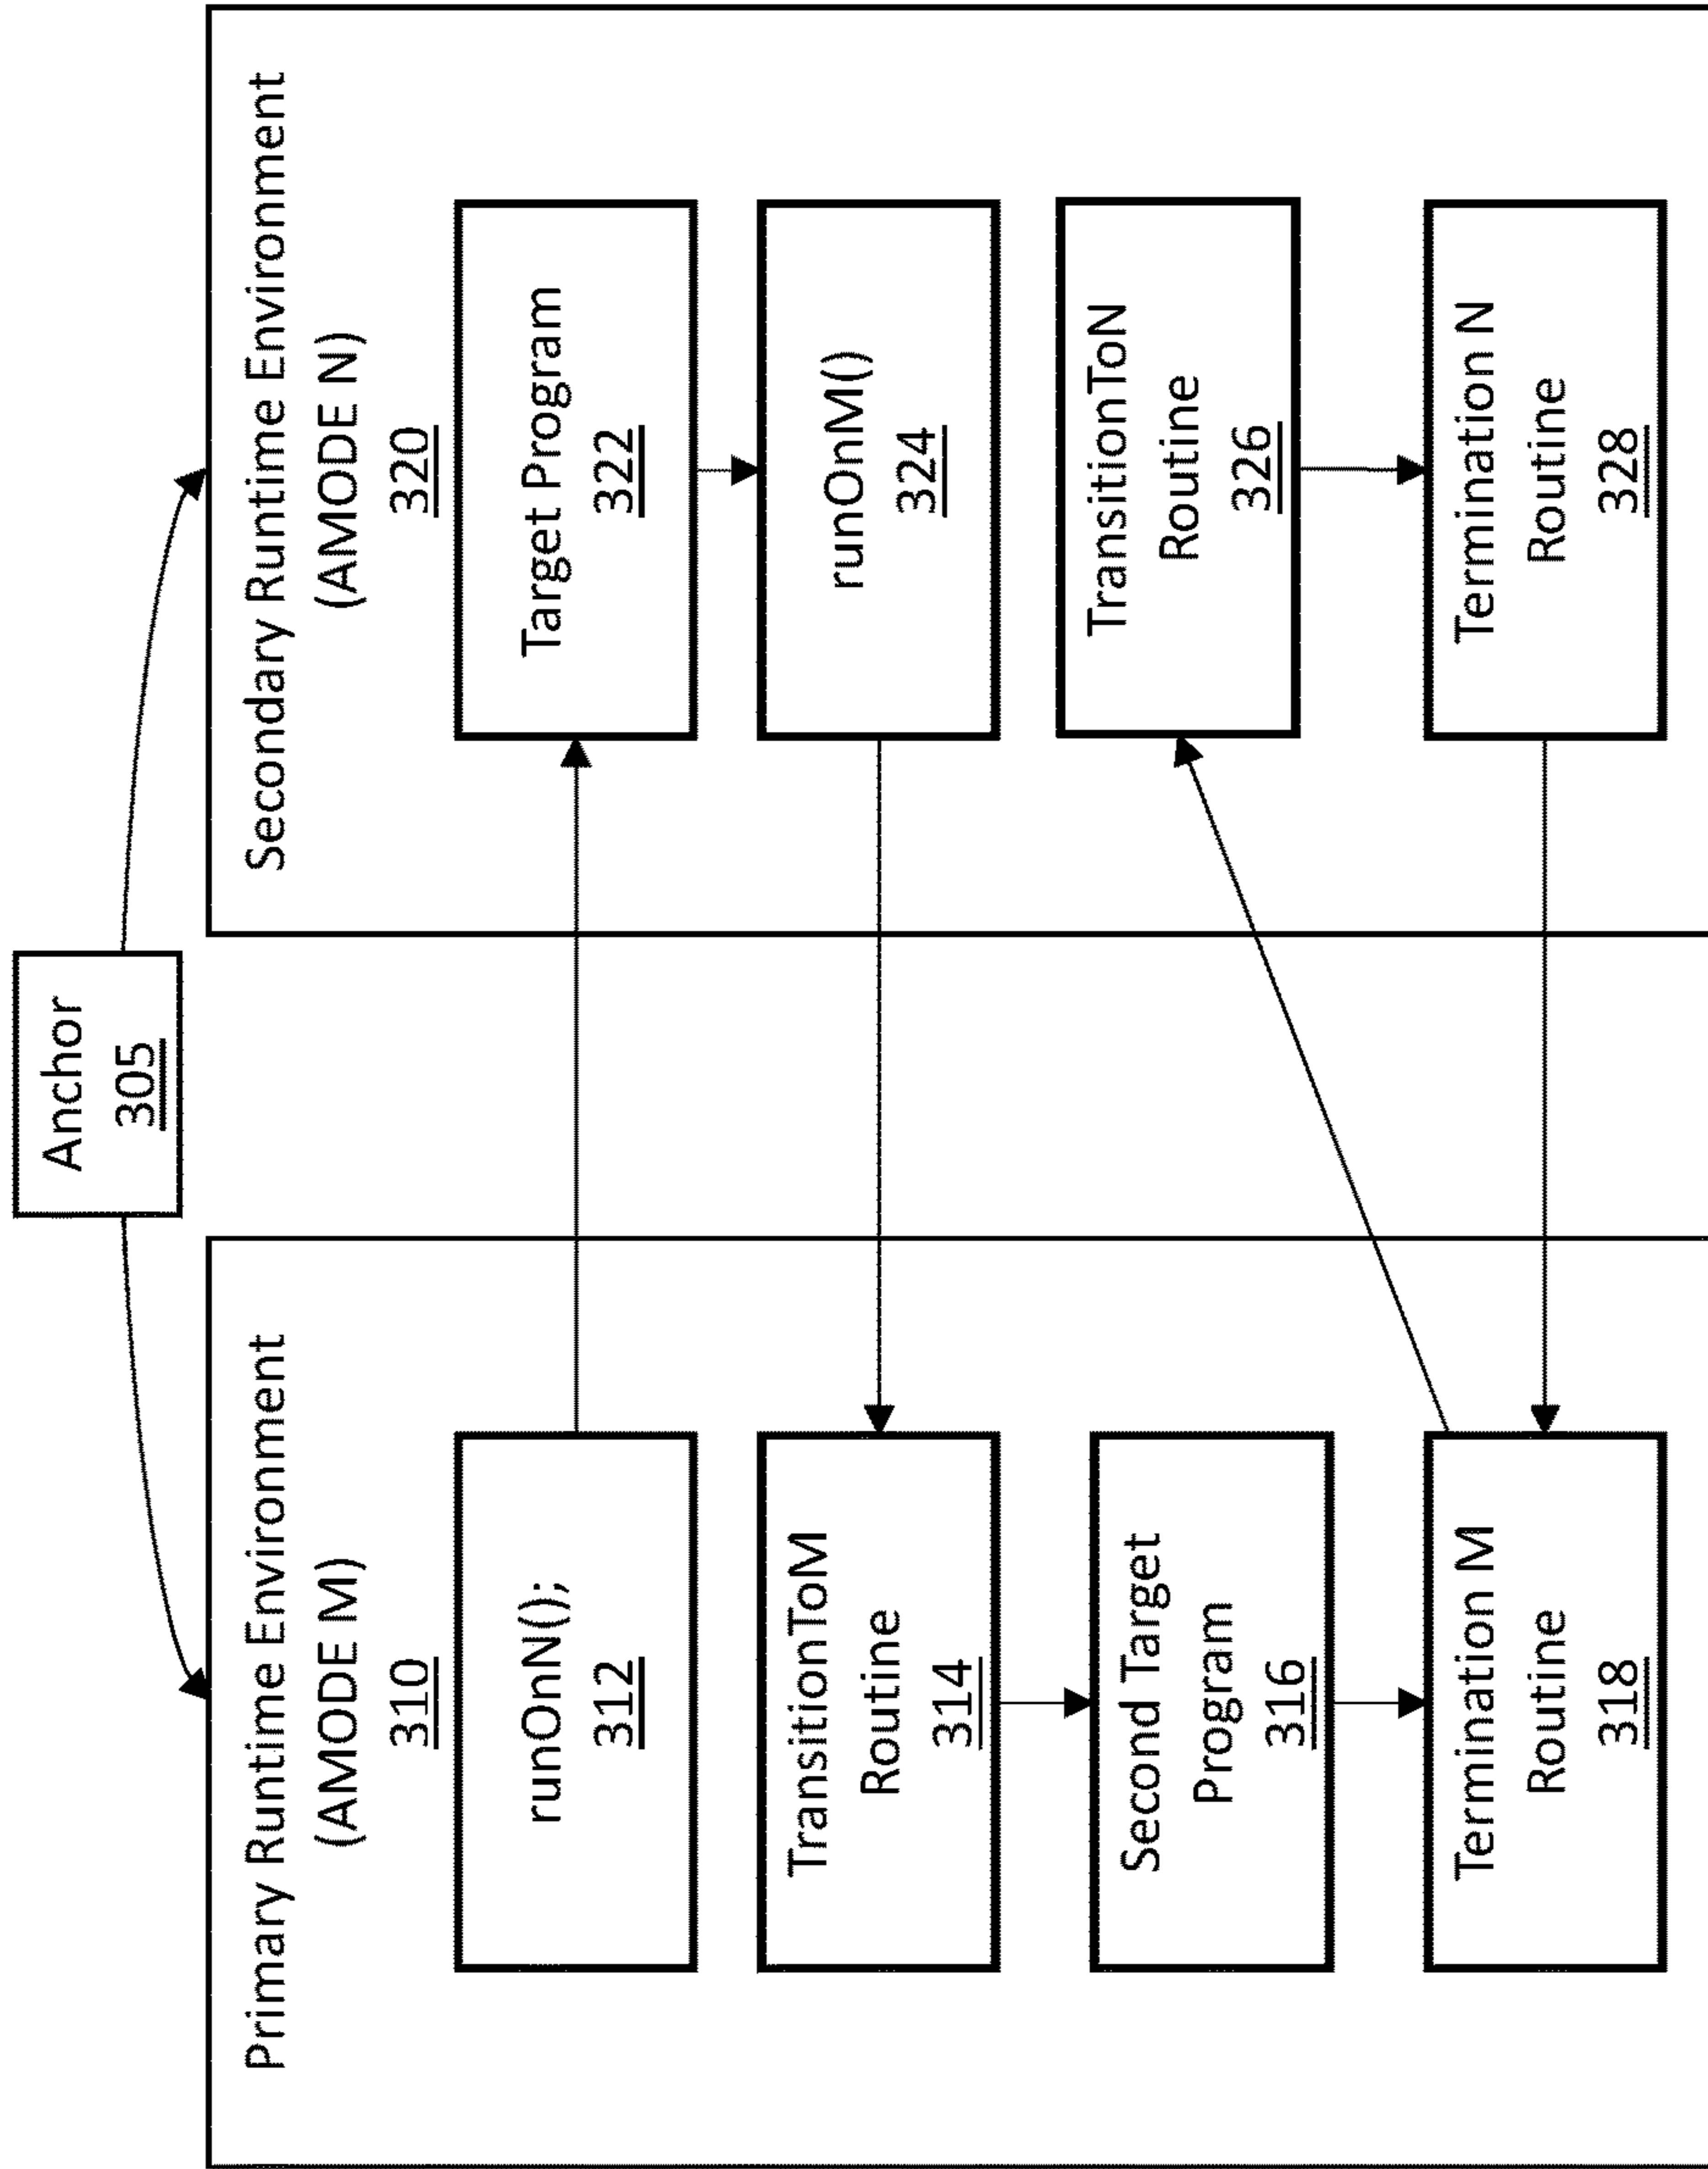 Anchor
305
Primary Runtime Environment
(AMODE M)
310
runOnN();
312
TransitionToM
Routine
314
Second Target
Program
316
Termination M
Routine
318
Secondary Runtime Environment
(AMODE N)
320
Target Program
322
runOnM()
324
TransitionToN
Routine
326
Termination N
Routine
328